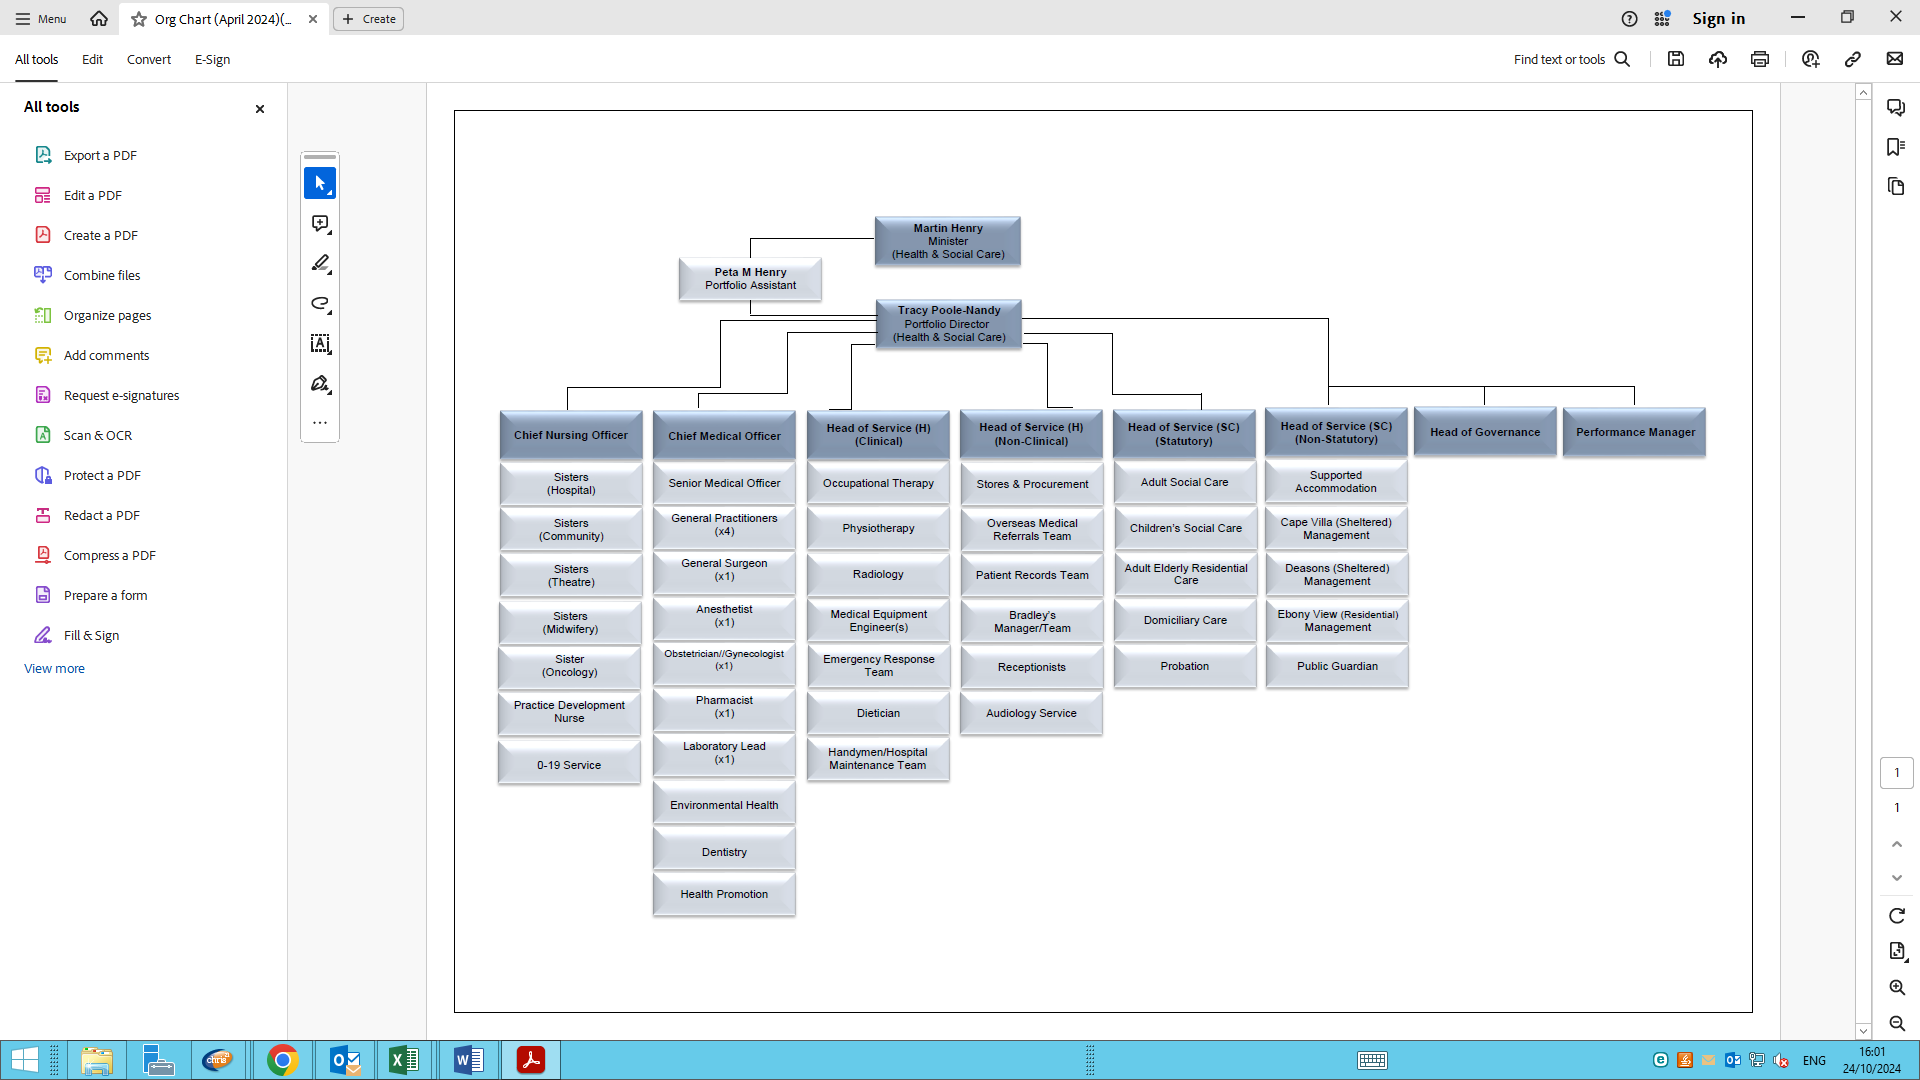 Menu
Org Chart (April 2024)(...
Create
Sign in
All tools
Edit
Convert
E-Sign
Find text or tools
All tools
Export a PDF
Edit a PDF
Create a PDF
Combine files
Organize pages
Add comments
Request e-signatures
Scan & OCR
Protect a PDF
Redact a PDF
Compress a PDF
Prepare a form
Fill & Sign
View more
Martin Henry
Minister
(Health & Social Care)
Peta M Henry
Portfolio Assistant
Tracy Poole-Nandy
Portfolio Director
(Health & Social Care)
Chief Nursing Officer
Sisters
(Hospital)
Sisters
(Community)
Sisters
(Theatre)
Sisters
(Midwifery)
Sister
(Oncology)
Practice Development
Nurse
0-19 Service
Chief Medical Officer
Senior Medical Officer
General Practitioners
(x4)
General Surgeon
(x1)
Anesthetist
(x1)
Obstetrician//Gynecologist
(x1)
Pharmacist
(x1)
Laboratory Lead
(x1)
Environmental Health
Dentistry
Health Promotion
Head of Service (H)
(Clinical)
Occupational Therapy
Physiotherapy
Radiology
Medical Equipment
Engineer(s)
Emergency Response
Team
Dietician
Handymen/Hospital
Maintenance Team
Head of Service (H)
(Non-Clinical)
Stores & Procurement
Overseas Medical
Referrals Team
Patient Records Team
Bradley's
Manager/Team
Receptionists
Audiology Service
Head of Service (SC)
(Statutory)
Adult Social Care
Children's Social Care
Adult Elderly Residential
Care
Domiciliary Care
Probation
Head of Service (SC)
(Non-Statutory)
Supported
Accommodation
Cape Villa (Sheltered)
Management
Deasons (Sheltered)
Management
Ebony View (Residential)
Management
Public Guardian
Head of Governance
Performance Manager
1
1
chris
ENG
16:01
24/10/2024